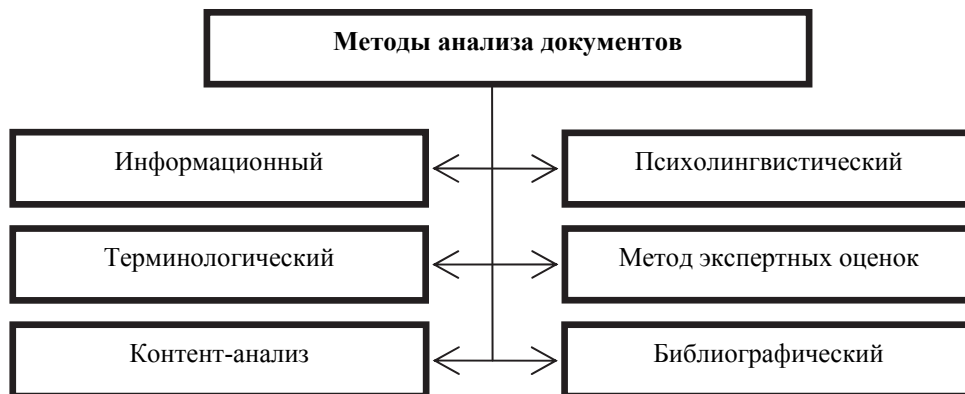 Методы анализа документов
Информационный
Психолингвистический
Терминологический
Метод экспертных оценок
Контент-анализ
Библиографический